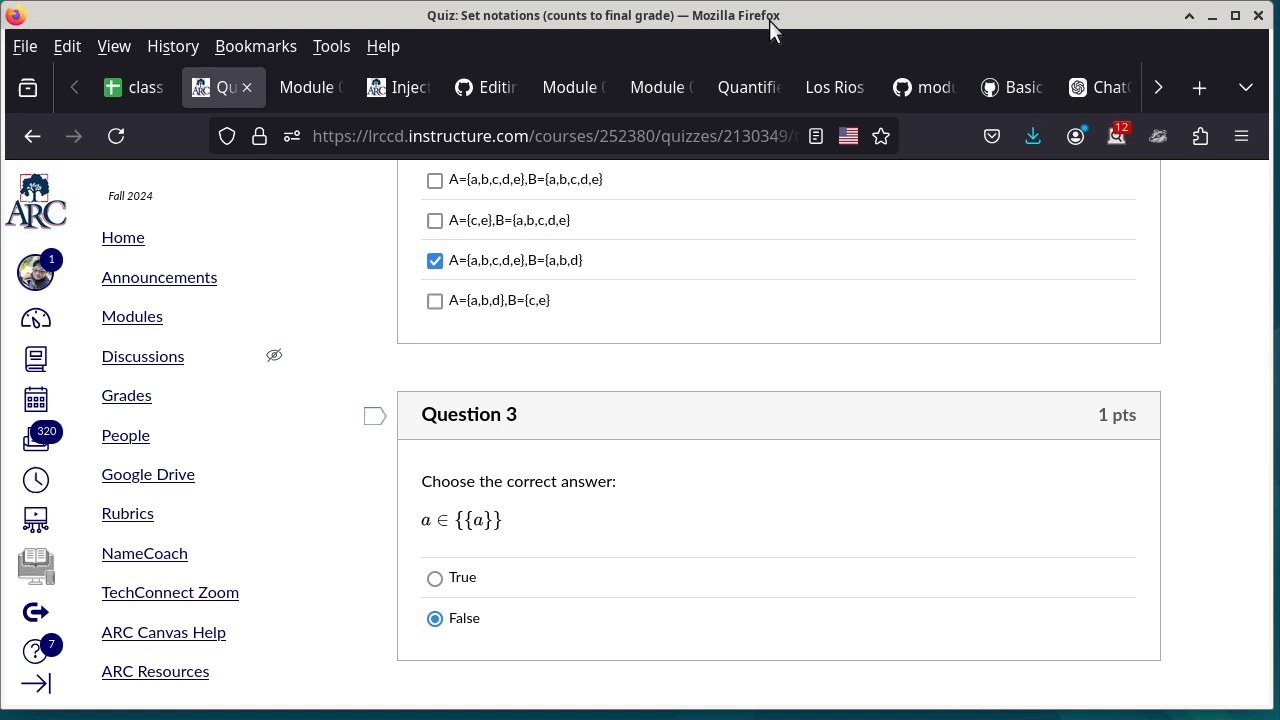 Quiz: Set notations (counts to final grade) — Mozilla Firefox
File Edit View History Bookmarks Tools Help
class Qu Module Inject Editin Module Module Quantifie Los Rios modu Basic Chat
https://lrccd.instructure.com/courses/252380/quizzes/2130349/
12
ARC
Fall 2024
Home
1
Announcements
Modules
Discussions
Grades
320
People
Google Drive
Rubrics
NameCoach
TechConnect Zoom
ARC Canvas Help
7
ARC Resources
A={a,b,c,d,e},B={a,b,c,d,e}
A={c,e},B={a,b,c,d,e}
A={a,b,c,d,e},B={a,b,d}
A={a,b,d},B={c,e}
Question 3 1 pts
Choose the correct answer:
a ∈ {{a}}
True
False